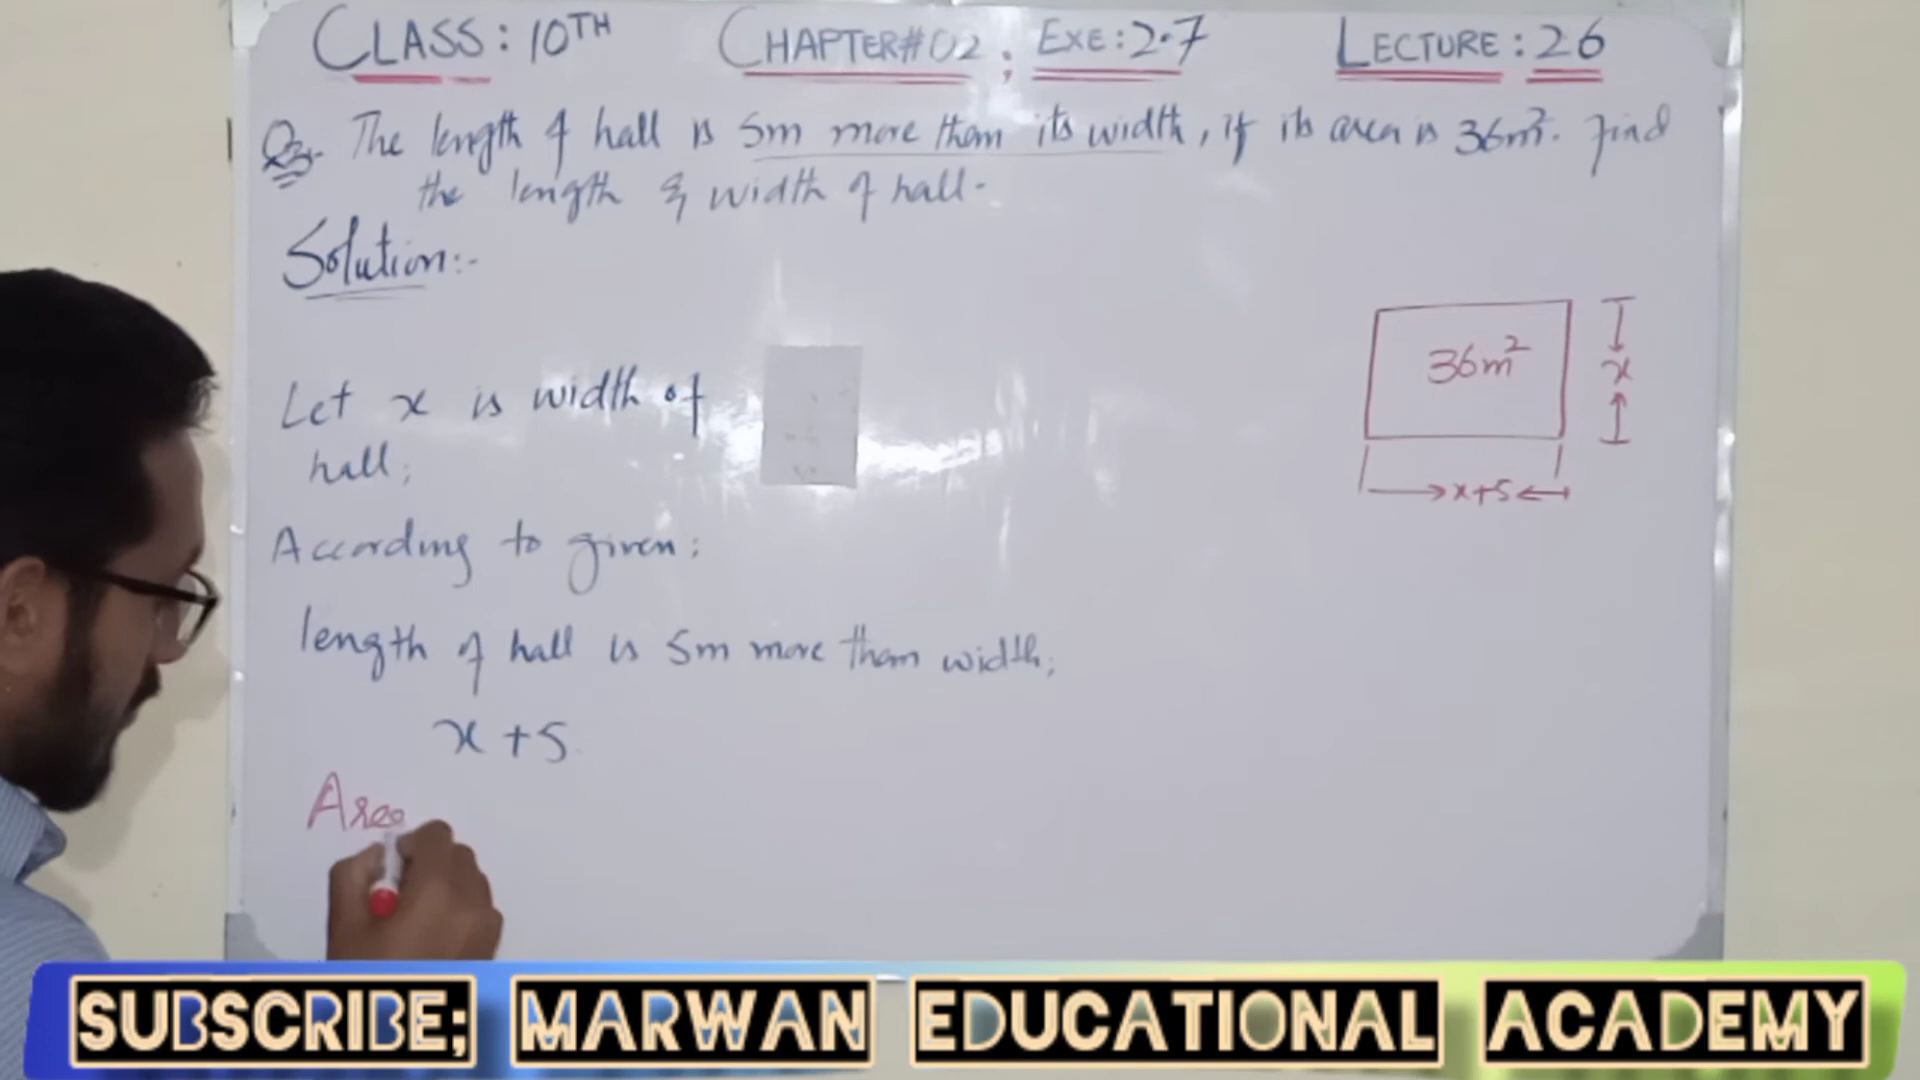 CLASS: 10TH CHAPTER#02; EXE: 2.7 LECTURE: 26
Q3. The length of hall is 5m more than its width, if its area is 36m². Find
the length & width of hall.
Solution:-
Let x is width of
hall;
According to given;
length of hall is 5m more than width;
x+5
Area
36m²
x
x+5
SUBSCRIBE; MARWAN EDUCATIONAL ACADEMY